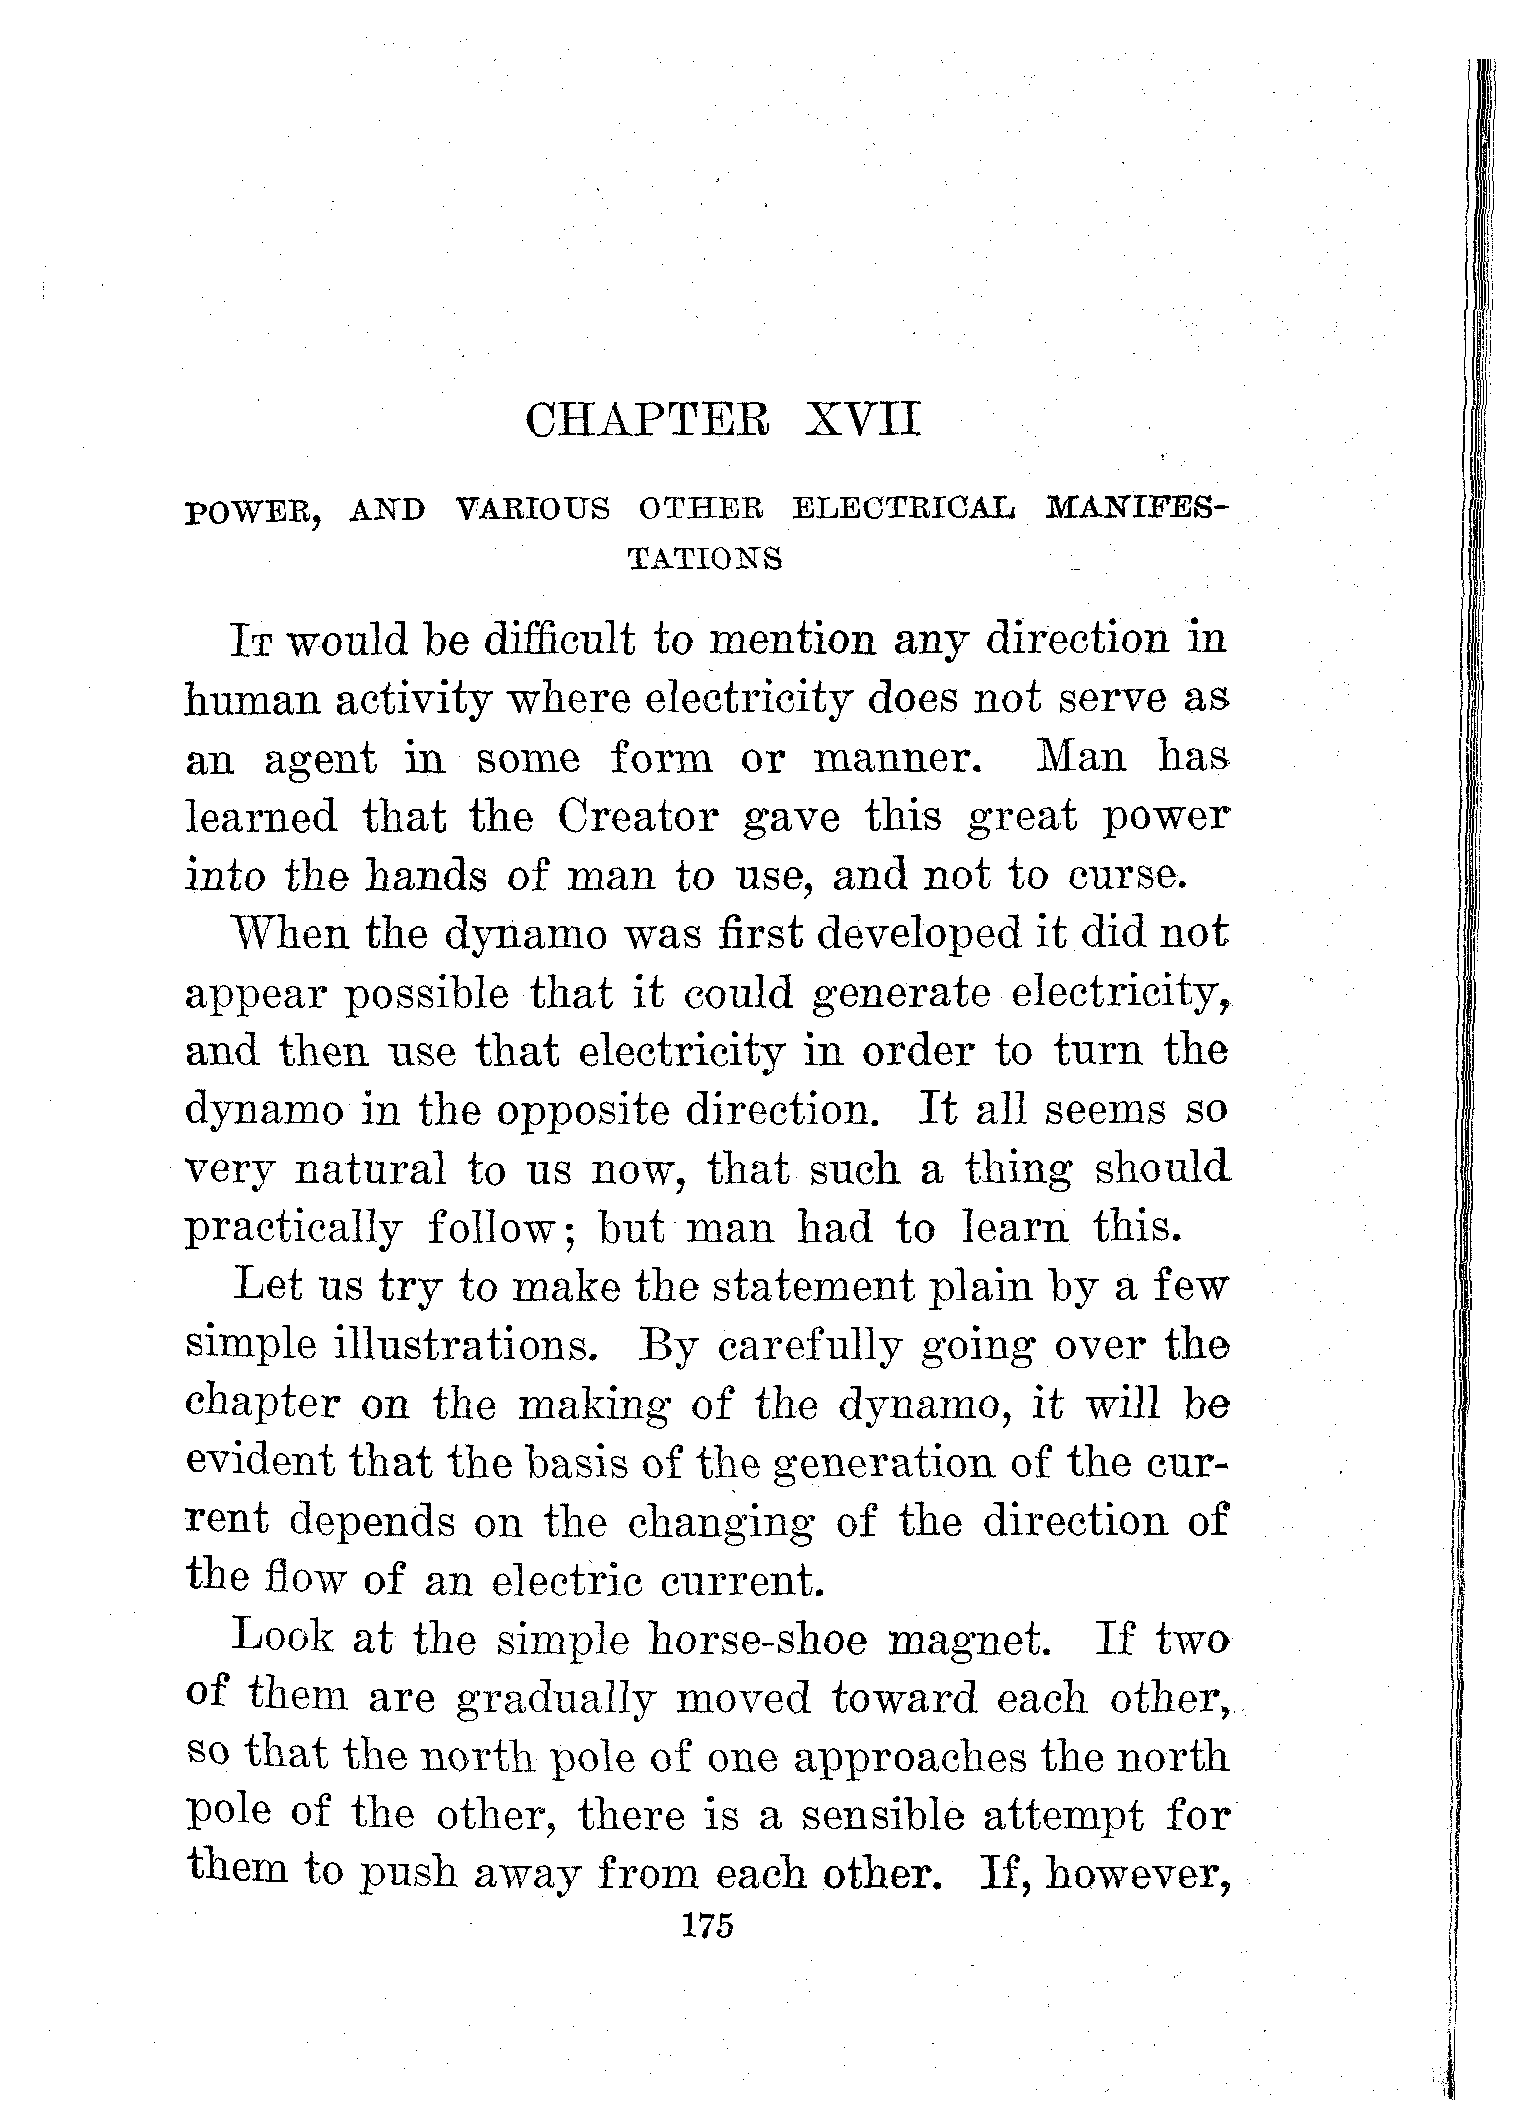 CHAPTER XVII
POWER, AND VARIOUS OTHER ELECTRICAL MANIFES-
TATIONS
It would be difficult to mention any direction in
human activity where electricity does not serve as
an agent in some form or manner. Man has
learned that the Creator gave this great power
into the hands of man to use, and not to curse.
When the dynamo was first developed it did not
appear possible that it could generate electricity,
and then use that electricity in order to turn the
dynamo in the opposite direction. It all seems so
very natural to us now, that such a thing should
practically follow; but man had to learn this.
Let us try to make the statement plain by a few
simple illustrations. By carefully going over the
chapter on the making of the dynamo, it will be
evident that the basis of the generation of the cur-
rent depends on the changing of the direction of
the flow of an electric current.
Look at the simple horse-shoe magnet. If two
of them are gradually moved toward each other,
so that the north pole of one approaches the north
pole of the other, there is a sensible attempt for
them to push away from each other. If, however,
175